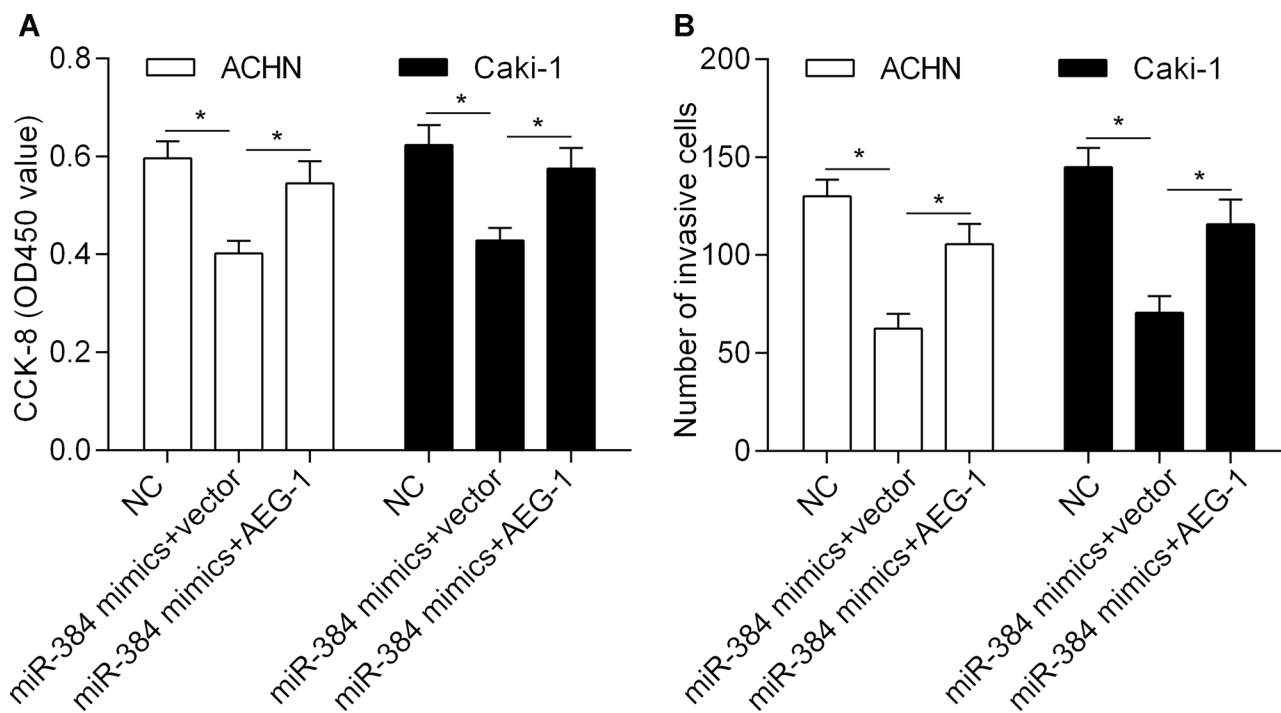 A
ACHN
Caki-1
CCK-8 (OD450 value)
0.8
0.6
0.4
0.2
0.0
*
*
*
*
NC
miR-384 mimics+vector
miR-384 mimics+AEG-1
NC
miR-384 mimics+vector
miR-384 mimics+AEG-1
B
ACHN
Caki-1
Number of invasive cells
200
150
100
50
0
*
*
*
*
NC
miR-384 mimics+vector
miR-384 mimics+AEG-1
NC
miR-384 mimics+vector
miR-384 mimics+AEG-1